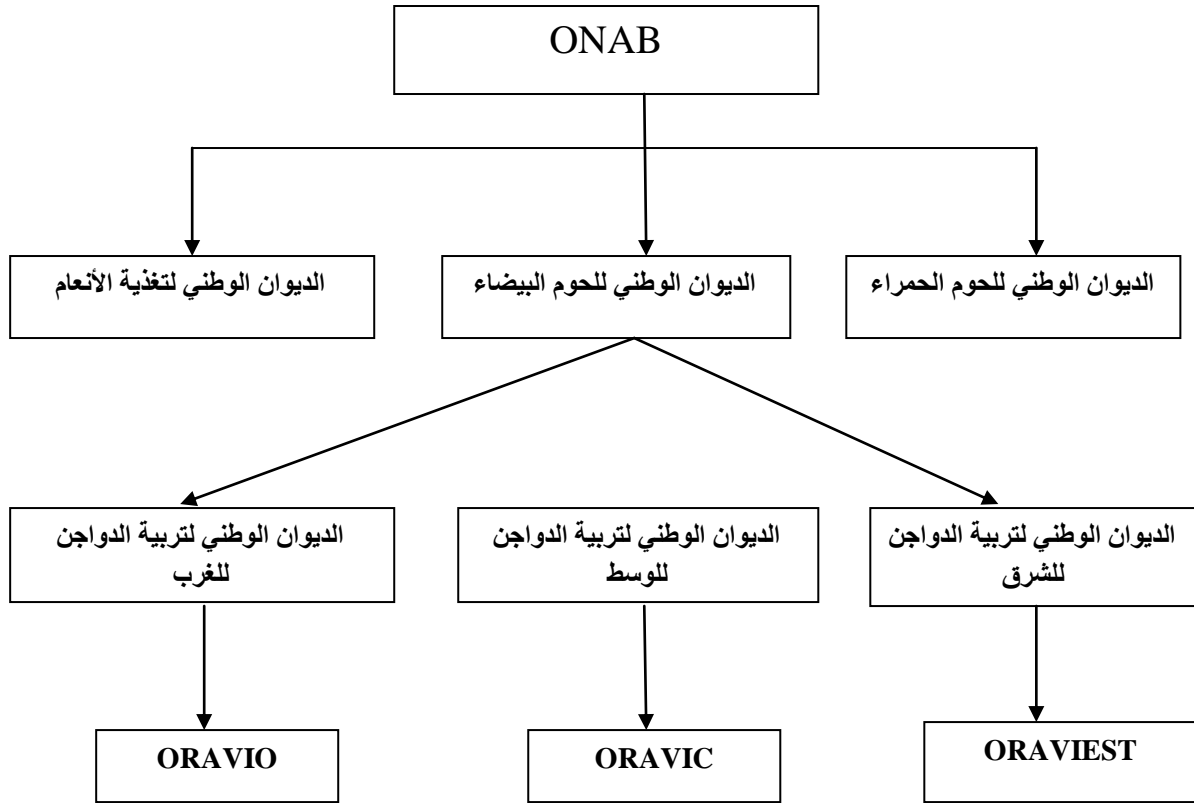 ONAB
الديوان الوطني للحوم الحمراء
الديوان الوطني للحوم البيضاء
الديوان الوطني لتغذية الأنعام
الديوان الوطني لتربية الدواجن
للشرق
الديوان الوطني لتربية الدواجن
للوسط
الديوان الوطني لتربية الدواجن
للغرب
ORAVIEST
ORAVIC
ORAVIO